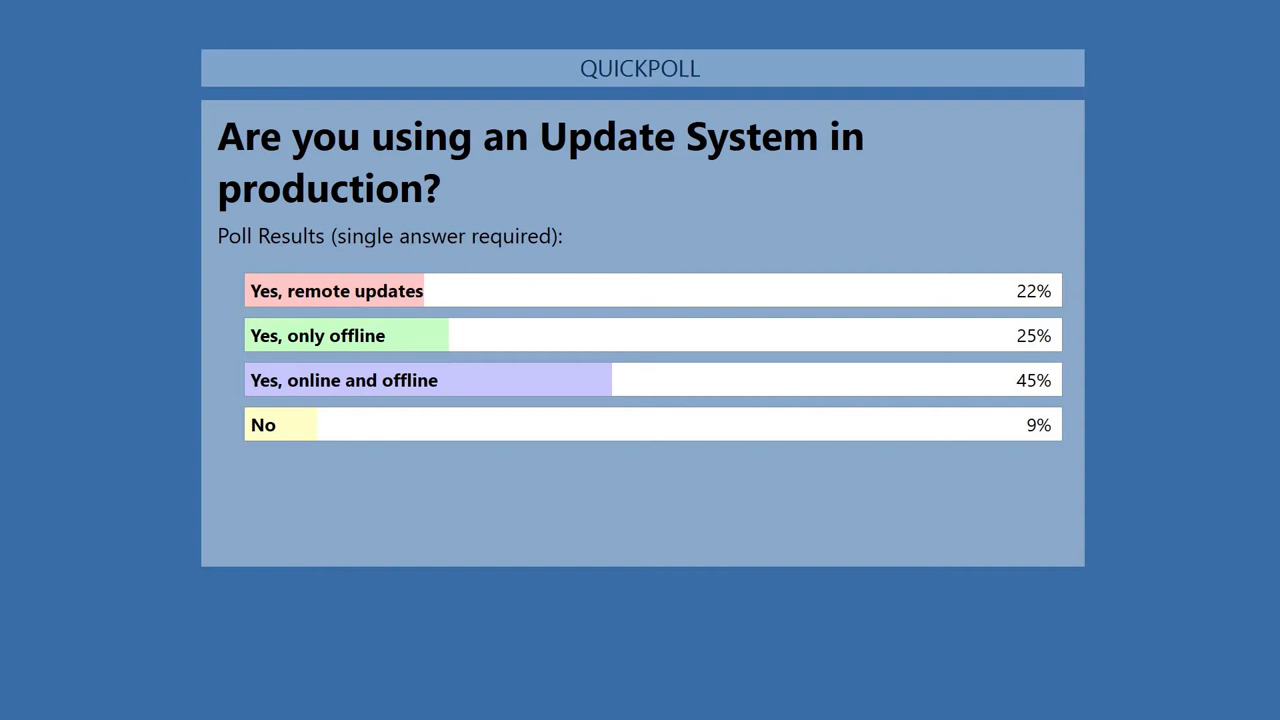 QUICKPOLL
Are you using an Update System in
production?
Poll Results (single answer required):
Yes, remote updates 22%
Yes, only offline 25%
Yes, online and offline 45%
No 9%